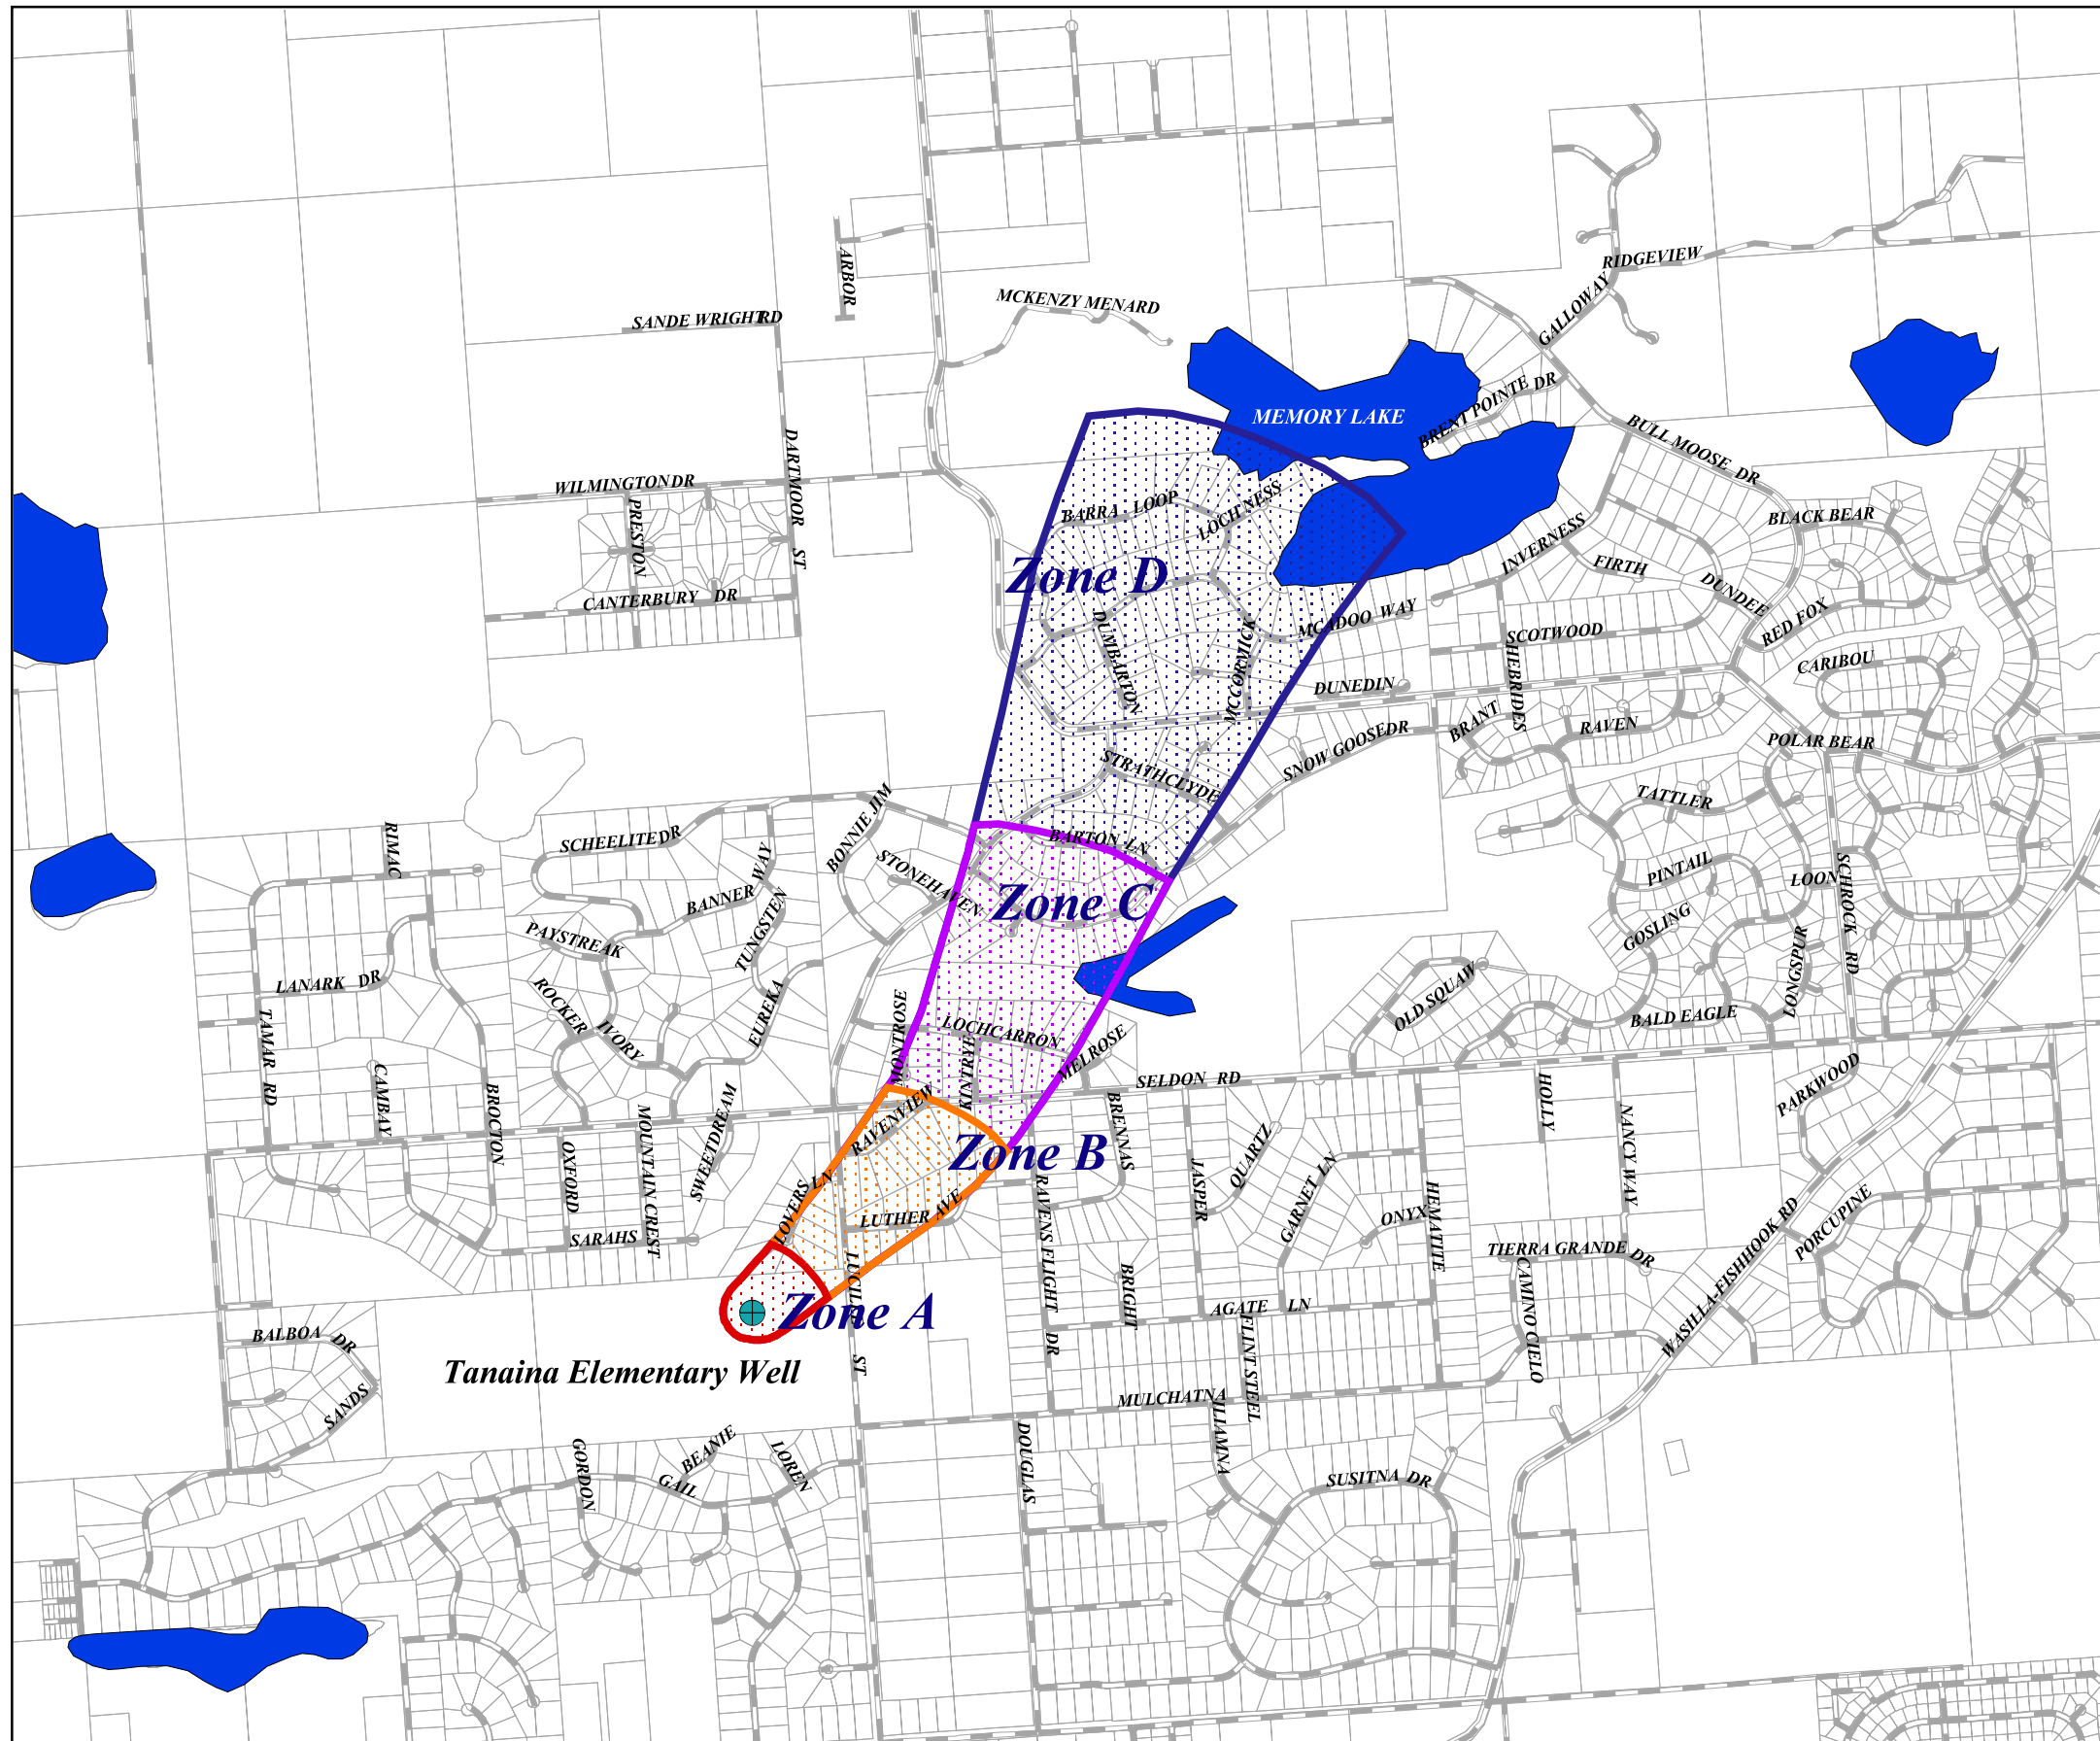 RIDGEVIEW
ARBOR
GALLOWAY
MCKENZY MENARD
SANDE WRIGHT RD
MEMORY LAKE
BRENT POINTE DR
BULL MOOSE DR
DARTMOOR ST
WILMINGTON DR
PRESTON
BARRA LOOP
LOCH NESS
BLACK BEAR
INVERNESS
FIRTH
Zone D
DUNDEE
CANTERBURY DR
DUMBARTON
MCADOO WAY
RED FOX
SCOTWOOD
MCCORMICK
HEBRIDES
CARIBOU
DUNEDIN
BRANT
RAVEN
SNOW GOOSE DR
POLAR BEAR
STRATHCLYDE
TATTLER
BONNIE JIM
RIMAC
SCHEELITE DR
BARTON LN
STONEHAVEN
BANNER WAY
PINTAIL
LOON
SCHROCK RD
Zone C
TUNGSTEN
PAYSTREAK
GOSLING
LONGSPUR
LANARK DR
ROCKER
IVORY
EUREKA
OLD SQUAW
BALD EAGLE
TAMAR RD
MONTROSE
LOCHCARRON
KINTRYE
MELROSE
CAMBAY
BROCTON
SELDON RD
HOLLY
PARKWOOD
MOUNTAIN CREST
SWEETDREAM
RAVENVIEW
BRENNAS
NANCY WAY
Zone B
QUARTZ
OXFORD
JASPER
GARNET LN
LOVERS LN
RAVENS FLIGHT DR
HEMATITE
LUTHER AVE
ONYX
PORCUPINE
WASILLA-FISHHOOK RD
SARAHS
TIERRA GRANDE DR
LUCILLE ST
BRIGHT
CAMINO CIELO
Zone A
AGATE LN
FLINT STEEL
BALBOA DR
Tanaina Elementary Well
SANDS
MULCHATNA
ILIAMNA
DOUGLAS
GORDON
BEANIE
GAIL
LOREN
SUSITNA DR